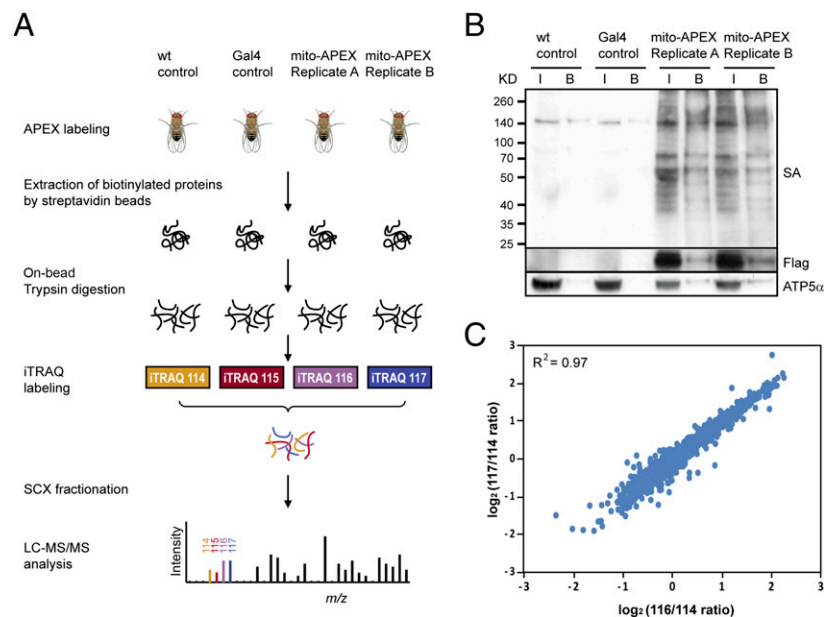 A
wt
control
Gal4
control
mito-APEX
Replicate A
mito-APEX
Replicate B
APEX labeling
Extraction of biotinylated proteins
by streptavidin beads
On-bead
Trypsin digestion
iTRAQ
labeling
iTRAQ 114
iTRAQ 115
iTRAQ 116
iTRAQ 117
SCX fractionation
LC-MS/MS
analysis
Intensity
114
115
116
117
m/z
B
wt
control
Gal4
control
mito-APEX
Replicate A
mito-APEX
Replicate B
KD
I B I B I B I B
260
140
100
70
50
40
35
25
SA
Flag
ATP5α
C
R² = 0.97
3
2
1
0
-1
-2
-3
log₂ (117/114 ratio)
-3 -2 -1 0 1 2 3
log₂ (116/114 ratio)